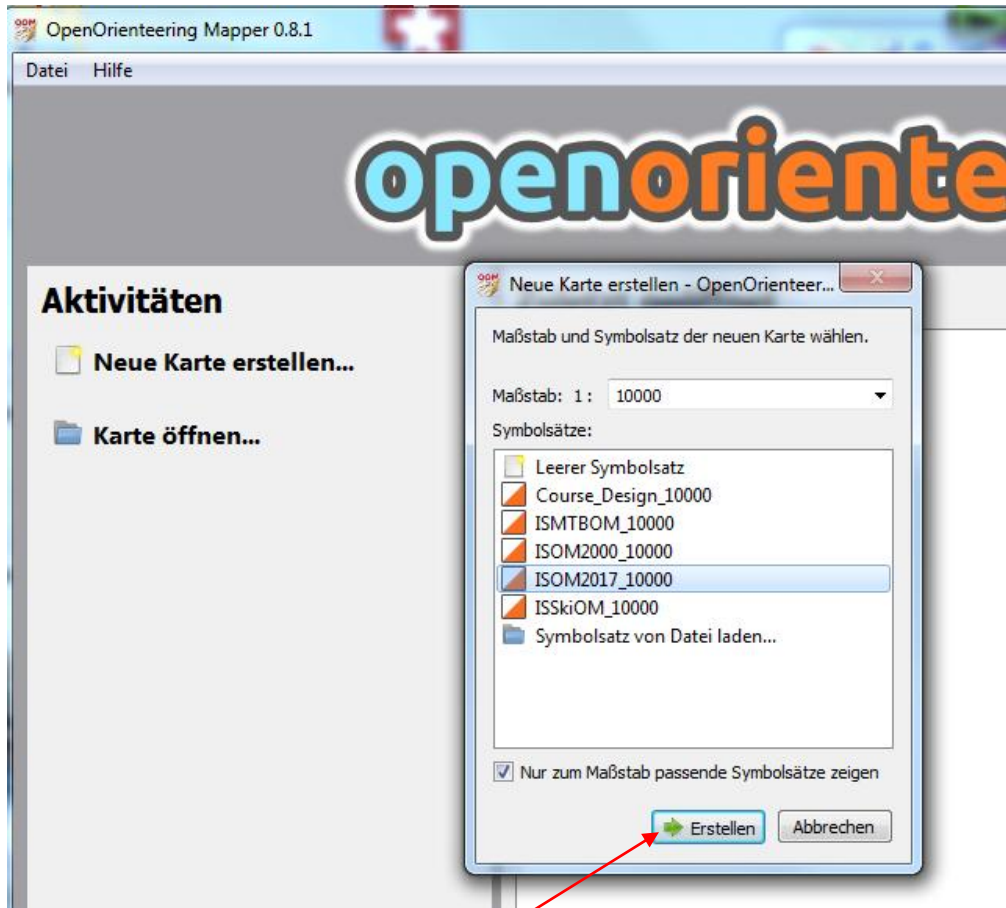 OpenOrienteering Mapper 0.8.1
Datei Hilfe
openoriente
Aktivitäten
Neue Karte erstellen...
Karte öffnen...
Neue Karte erstellen - OpenOrienteer...
Maßstab und Symbolsatz der neuen Karte wählen.
Maßstab: 1: 10000
Symbolsätze:
Leerer Symbolsatz
Course_Design_10000
ISMTBOM_10000
ISOM2000_10000
ISOM2017_10000
ISSkiOM_10000
Symbolsatz von Datei laden...
Nur zum Maßstab passende Symbolsätze zeigen
Erstellen Abbrechen